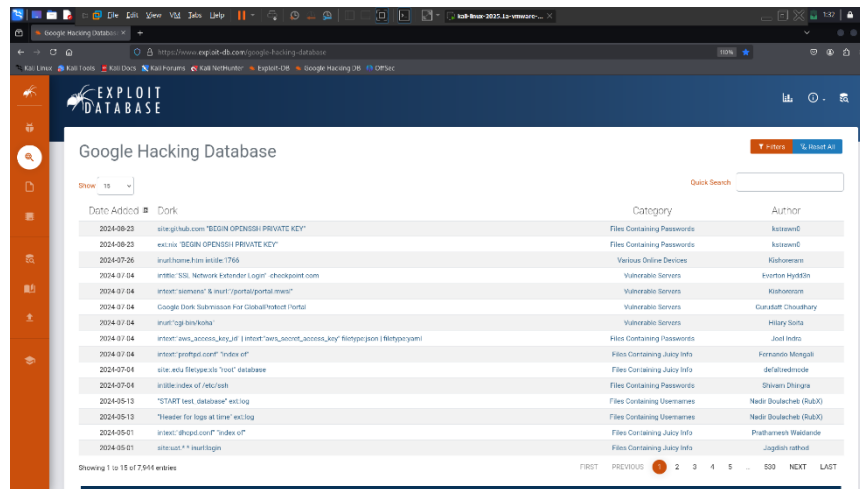 File Edit View VM Tabs Help
kali-linux-2025.1a-vmware-...
1:37
Google Hacking Databas
https://www.exploit-db.com/google-hacking-database
110%
Kali Linux Kali Tools Kali Docs Kali Forums Kali NetHunter Exploit-DB Google Hacking DB OffSec
EXPLOIT
DATABASE
Google Hacking Database
Filters Reset All
Show 15
Quick Search
Date Added Dork Category Author
2024-08-23 site:github.com "BEGIN OPENSSH PRIVATE KEY" Files Containing Passwords kstrawn0
2024-08-23 ext:nix "BEGIN OPENSSH PRIVATE KEY" Files Containing Passwords kstrawn0
2024-07-26 inurl:home.htm intitle:1766 Various Online Devices Kishoreram
2024-07-04 intitle:"SSL Network Extender Login" -checkpoint.com Vulnerable Servers Everton Hydd3n
2024-07-04 intext:"siemens" & inurl:"/portal/portal.mwsl" Vulnerable Servers Kishoreram
2024-07-04 Google Dork Submisson For GlobalProtect Portal Vulnerable Servers Gurudatt Choudhary
2024-07-04 inurl:"cgi-bin/koha" Vulnerable Servers Hilary Soita
2024-07-04 intext:"aws_access_key_id" | intext:"aws_secret_access_key" filetype:json | filetype:yaml Files Containing Passwords Joel Indra
2024-07-04 intext:"proftpd.conf" "index of" Files Containing Juicy Info Fernando Mengali
2024-07-04 site:.edu filetype:xls "root" database Files Containing Juicy Info defaltredmode
2024-07-04 intitle:index of /etc/ssh Files Containing Passwords Shivam Dhingra
2024-05-13 "START test_database" ext:log Files Containing Usernames Nadir Boulacheb (RubX)
2024-05-13 "Header for logs at time" ext:log Files Containing Usernames Nadir Boulacheb (RubX)
2024-05-01 intext:"dhcpd.conf" "index of" Files Containing Juicy Info Prathamesh Waidande
2024-05-01 site:uat.* * inurl:login Files Containing Juicy Info Jagdish rathod
Showing 1 to 15 of 7,944 entries
FIRST PREVIOUS 1 2 3 4 5 … 530 NEXT LAST